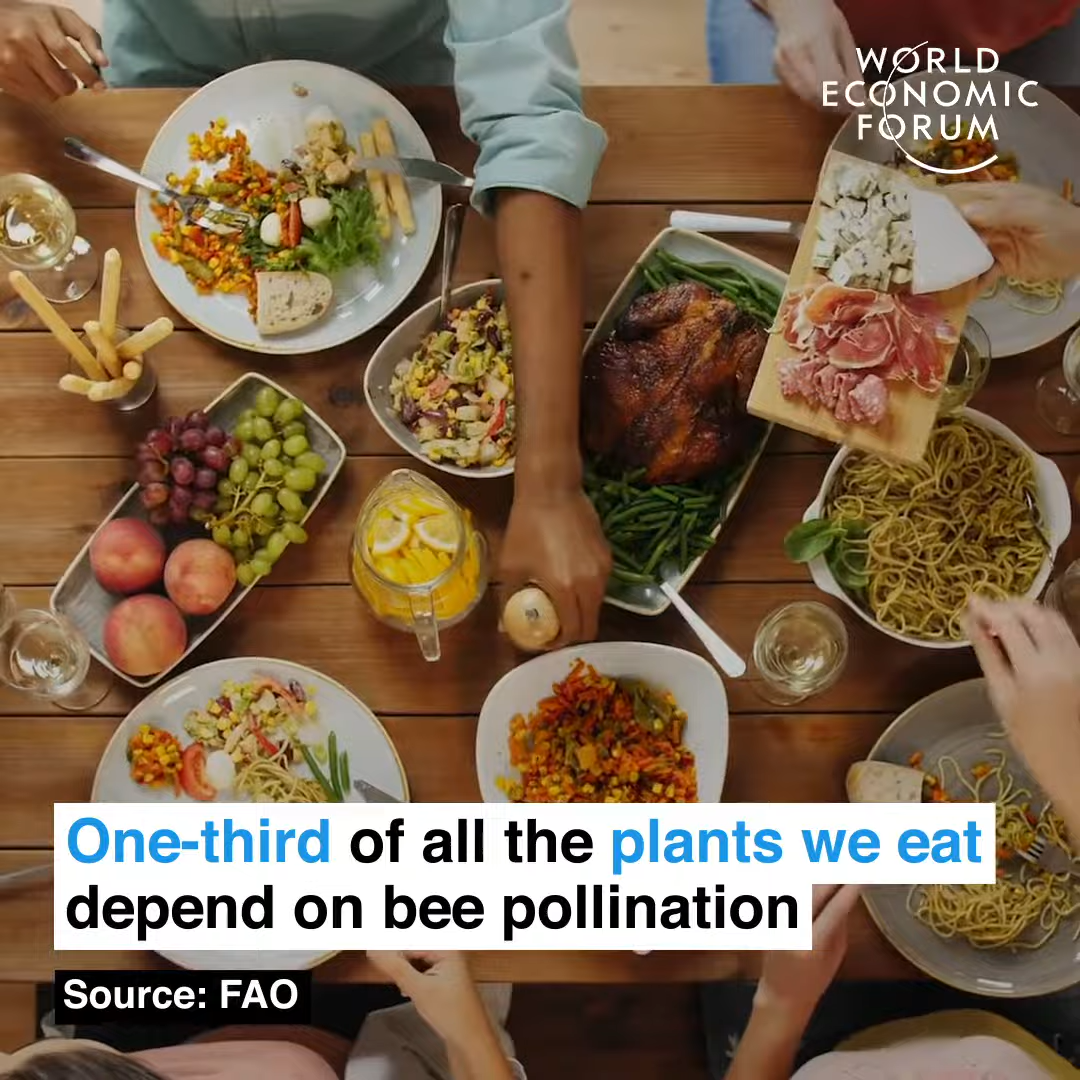 WORLD
ECONOMIC
FORUM
One-third of all the plants we eat
depend on bee pollination
Source: FAO